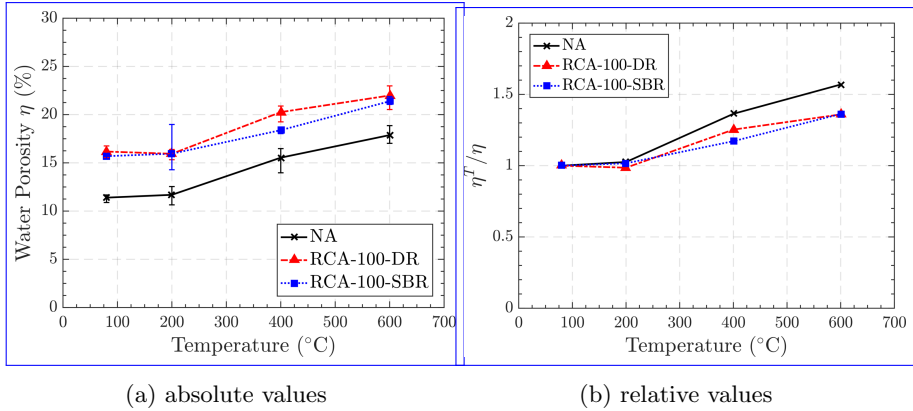 30
25
20
15
10
5
0
Water Porosity η (%)
NA
RCA-100-DR
RCA-100-SBR
0 100 200 300 400 500 600 700
Temperature (°C)
(a) absolute values
2
1.5
1
0.5
0
η^T/η
NA
RCA-100-DR
RCA-100-SBR
0 100 200 300 400 500 600 700
Temperature (°C)
(b) relative values